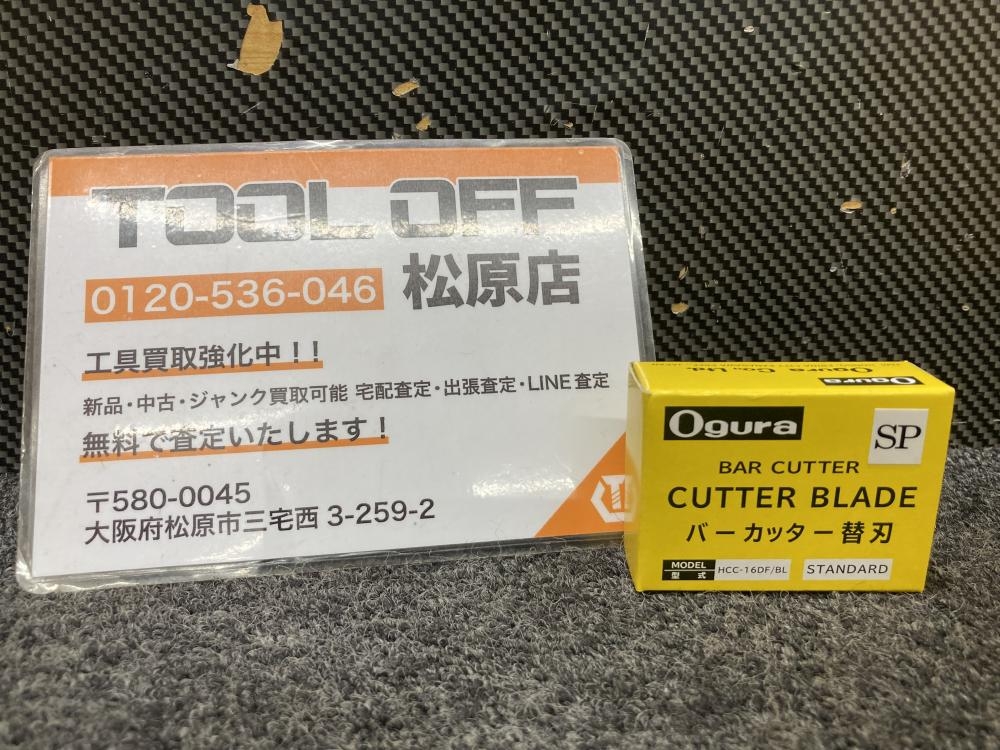 TOOL OFF
0120-536-046 松原店
工具買取強化中！！
新品・中古・ジャンク買取可能 宅配査定・出張査定・LINE査定
無料で査定いたします！
〒580-0045
大阪府松原市三宅西 3-259-2
Ogura Co., Ltd.
Ogura
Ogura
SP
BAR CUTTER
CUTTER BLADE
バーカッター替刃
MODEL
型式
HCC-16DF/BL
STANDARD